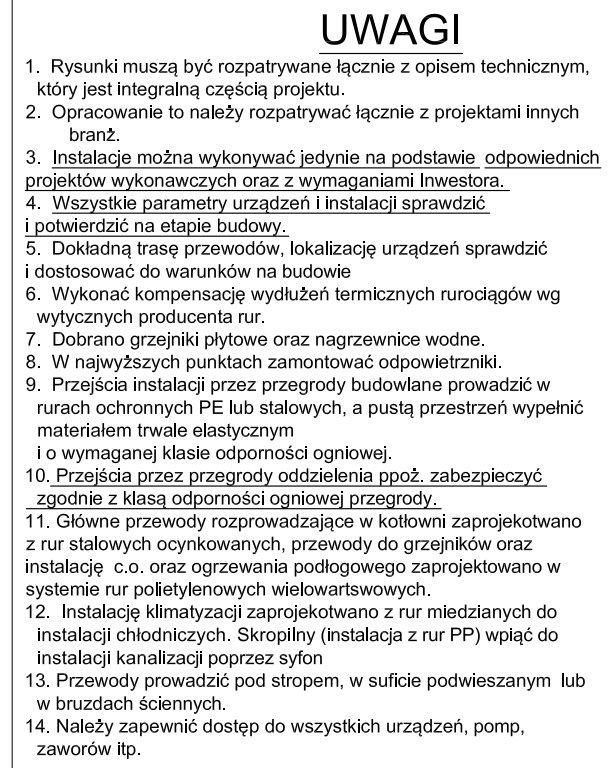 UWAGI
1. Rysunki muszą być rozpatrywane łącznie z opisem technicznym,
który jest integralną częścią projektu.
2. Opracowanie to należy rozpatrywać łącznie z projektami innych
branż.
3. Instalacje można wykonywać jedynie na podstawie odpowiednich
projektów wykonawczych oraz z wymaganiami Inwestora.
4. Wszystkie parametry urządzeń i instalacji sprawdzić
i potwierdzić na etapie budowy.
5. Dokładną trasę przewodów, lokalizację urządzeń sprawdzić
i dostosować do warunków na budowie
6. Wykonać kompensację wydłużeń termicznych rurociągów wg
wytycznych producenta rur.
7. Dobrano grzejniki płytowe oraz nagrzewnice wodne.
8. W najwyższych punktach zamontować odpowietrzniki.
9. Przejścia instalacji przez przegrody budowlane prowadzić w
rurach ochronnych PE lub stalowych, a pustą przestrzeń wypełnić
materiałem trwale elastycznym
i o wymaganej klasie odporności ogniowej.
10. Przejścia przez przegrody oddzielenia ppoż. zabezpieczyć
zgodnie z klasą odporności ogniowej przegrody.
11. Główne przewody rozprowadzające w kotłowni zaprojekotwano
z rur stalowych ocynkowanych, przewody do grzejników oraz
instalację c.o. oraz ogrzewania podłogowego zaprojektowano w
systemie rur polietylenowych wielowartswowych.
12. Instalację klimatyzacji zaprojekotwano z rur miedzianych do
instalacji chłodniczych. Skropilny (instalacja z rur PP) wpiąć do
instalacji kanalizacji poprzez syfon
13. Przewody prowadzić pod stropem, w suficie podwieszanym lub
w bruzdach ściennych.
14. Należy zapewnić dostęp do wszystkich urządzeń, pomp,
zaworów itp.